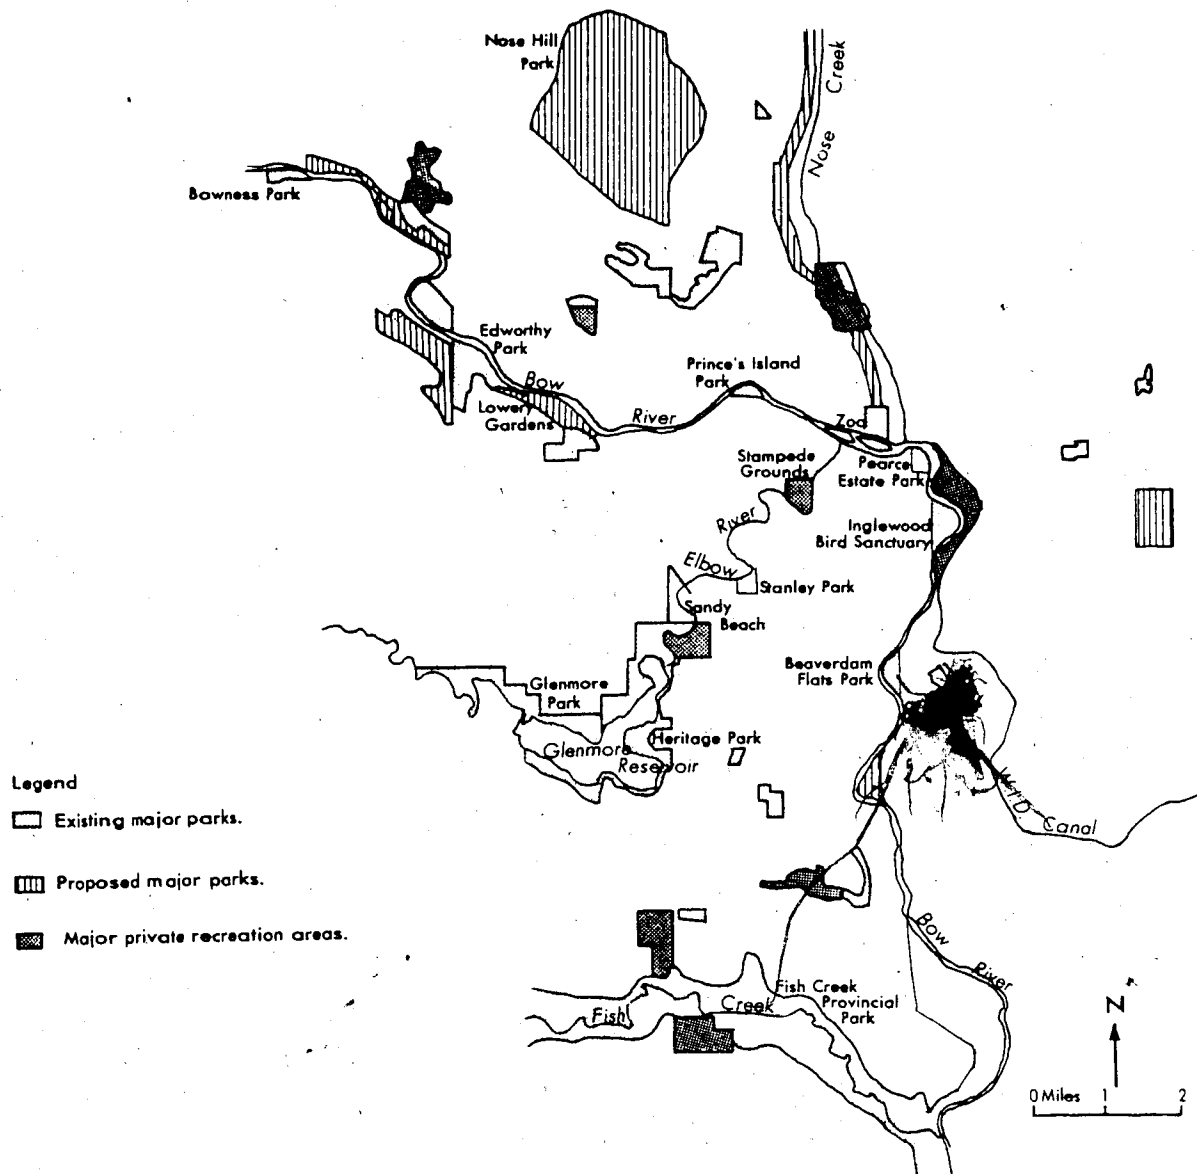 Nose Hill
Park
Nose Creek
Bowness Park
Edworthy
Park
Prince's Island
Park
Bow River
Lowery
Gardens
Zoo
Stampede
Grounds
Pearce
Estate Park
Inglewood
Bird Sanctuary
Elbow River
Stanley Park
Sandy
Beach
Beaverdam
Flats Park
Glenmore
Park
Heritage Park
Glenmore
Reservoir
W.I.D. Canal
Legend
Existing major parks.
Proposed major parks.
Major private recreation areas.
Bow River
Fish Creek
Provincial
Park
Fish Creek
N
0 Miles 1 2